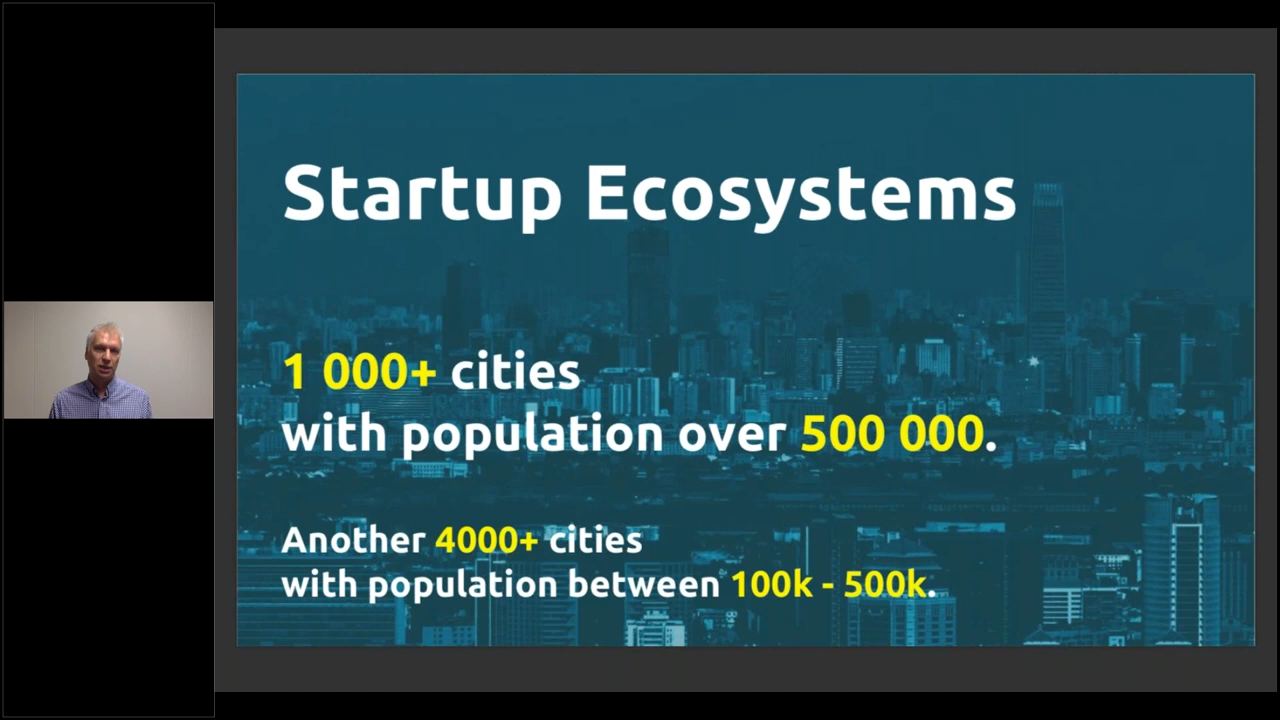 Startup Ecosystems
1 000+ cities
with population over 500 000.
Another 4000+ cities
with population between 100k - 500k.